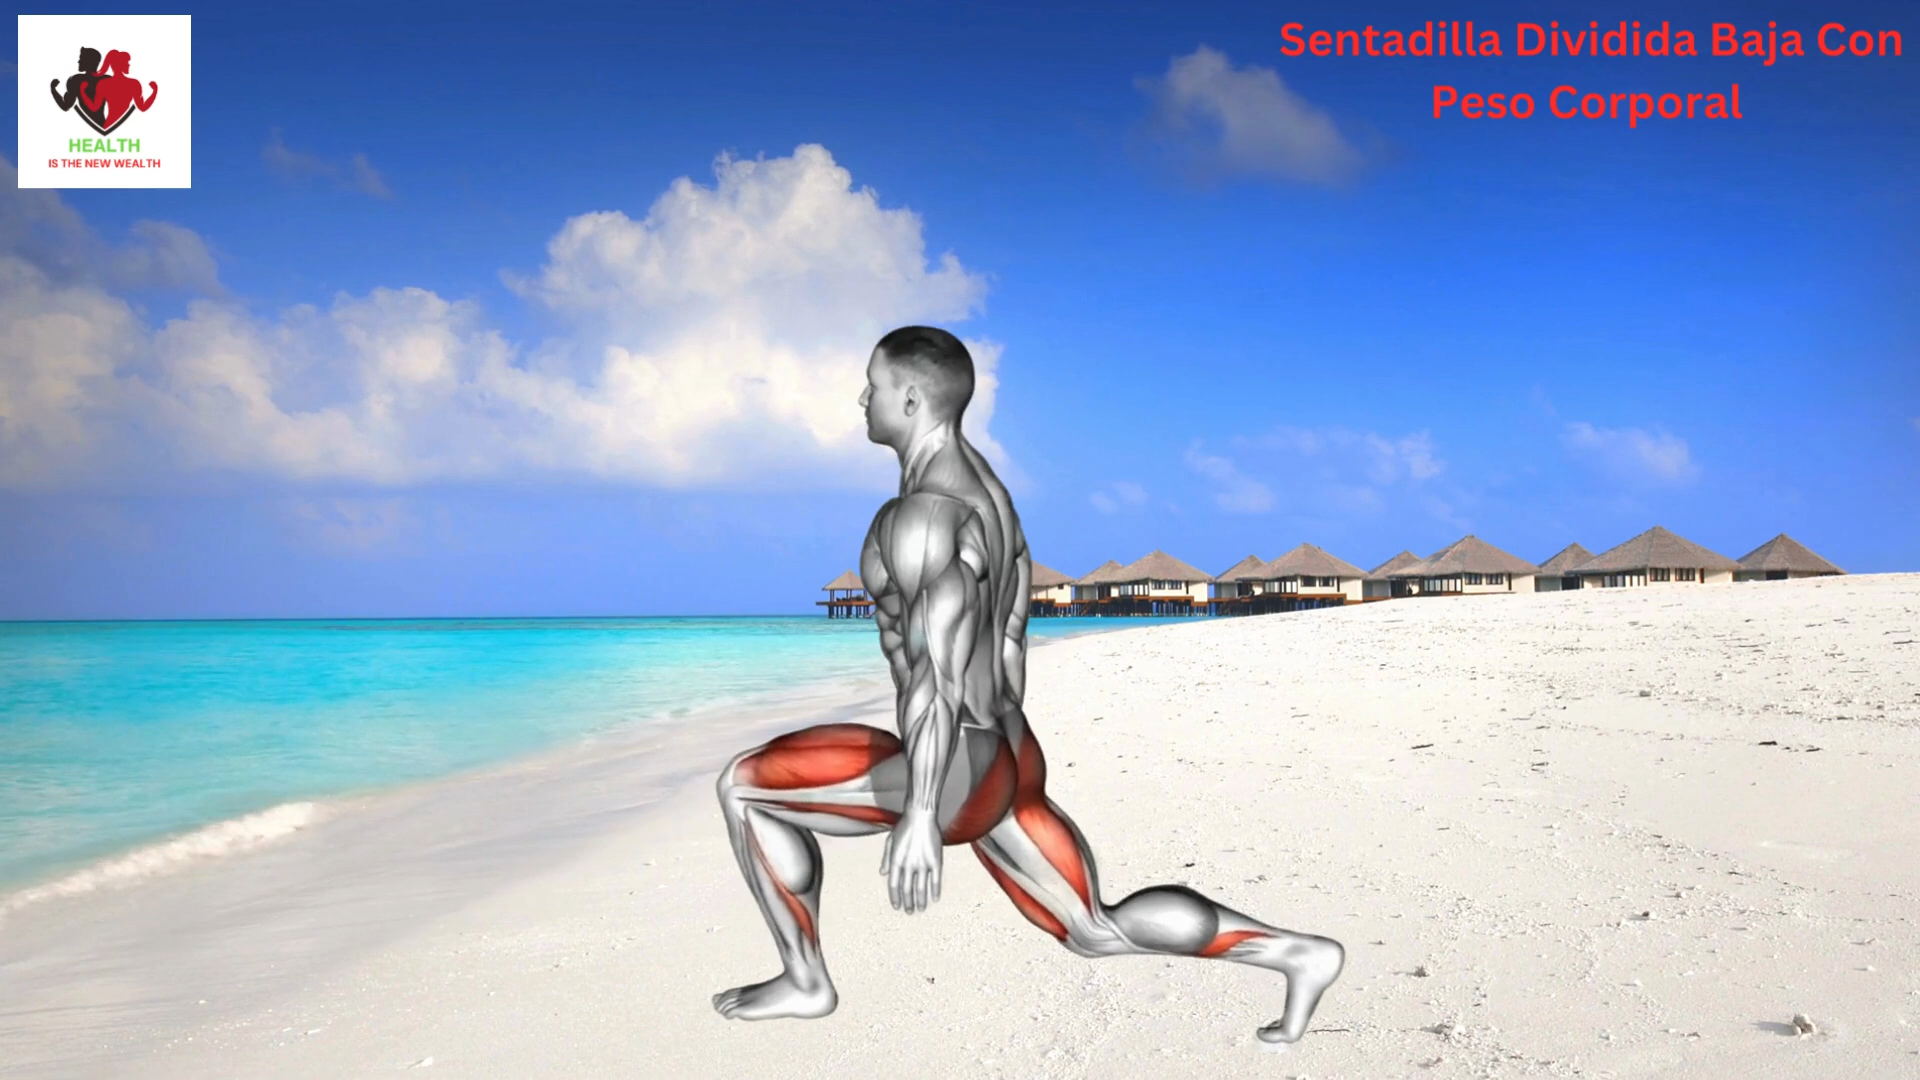 HEALTH
IS THE NEW WEALTH
Sentadilla Dividida Baja Con
Peso Corporal